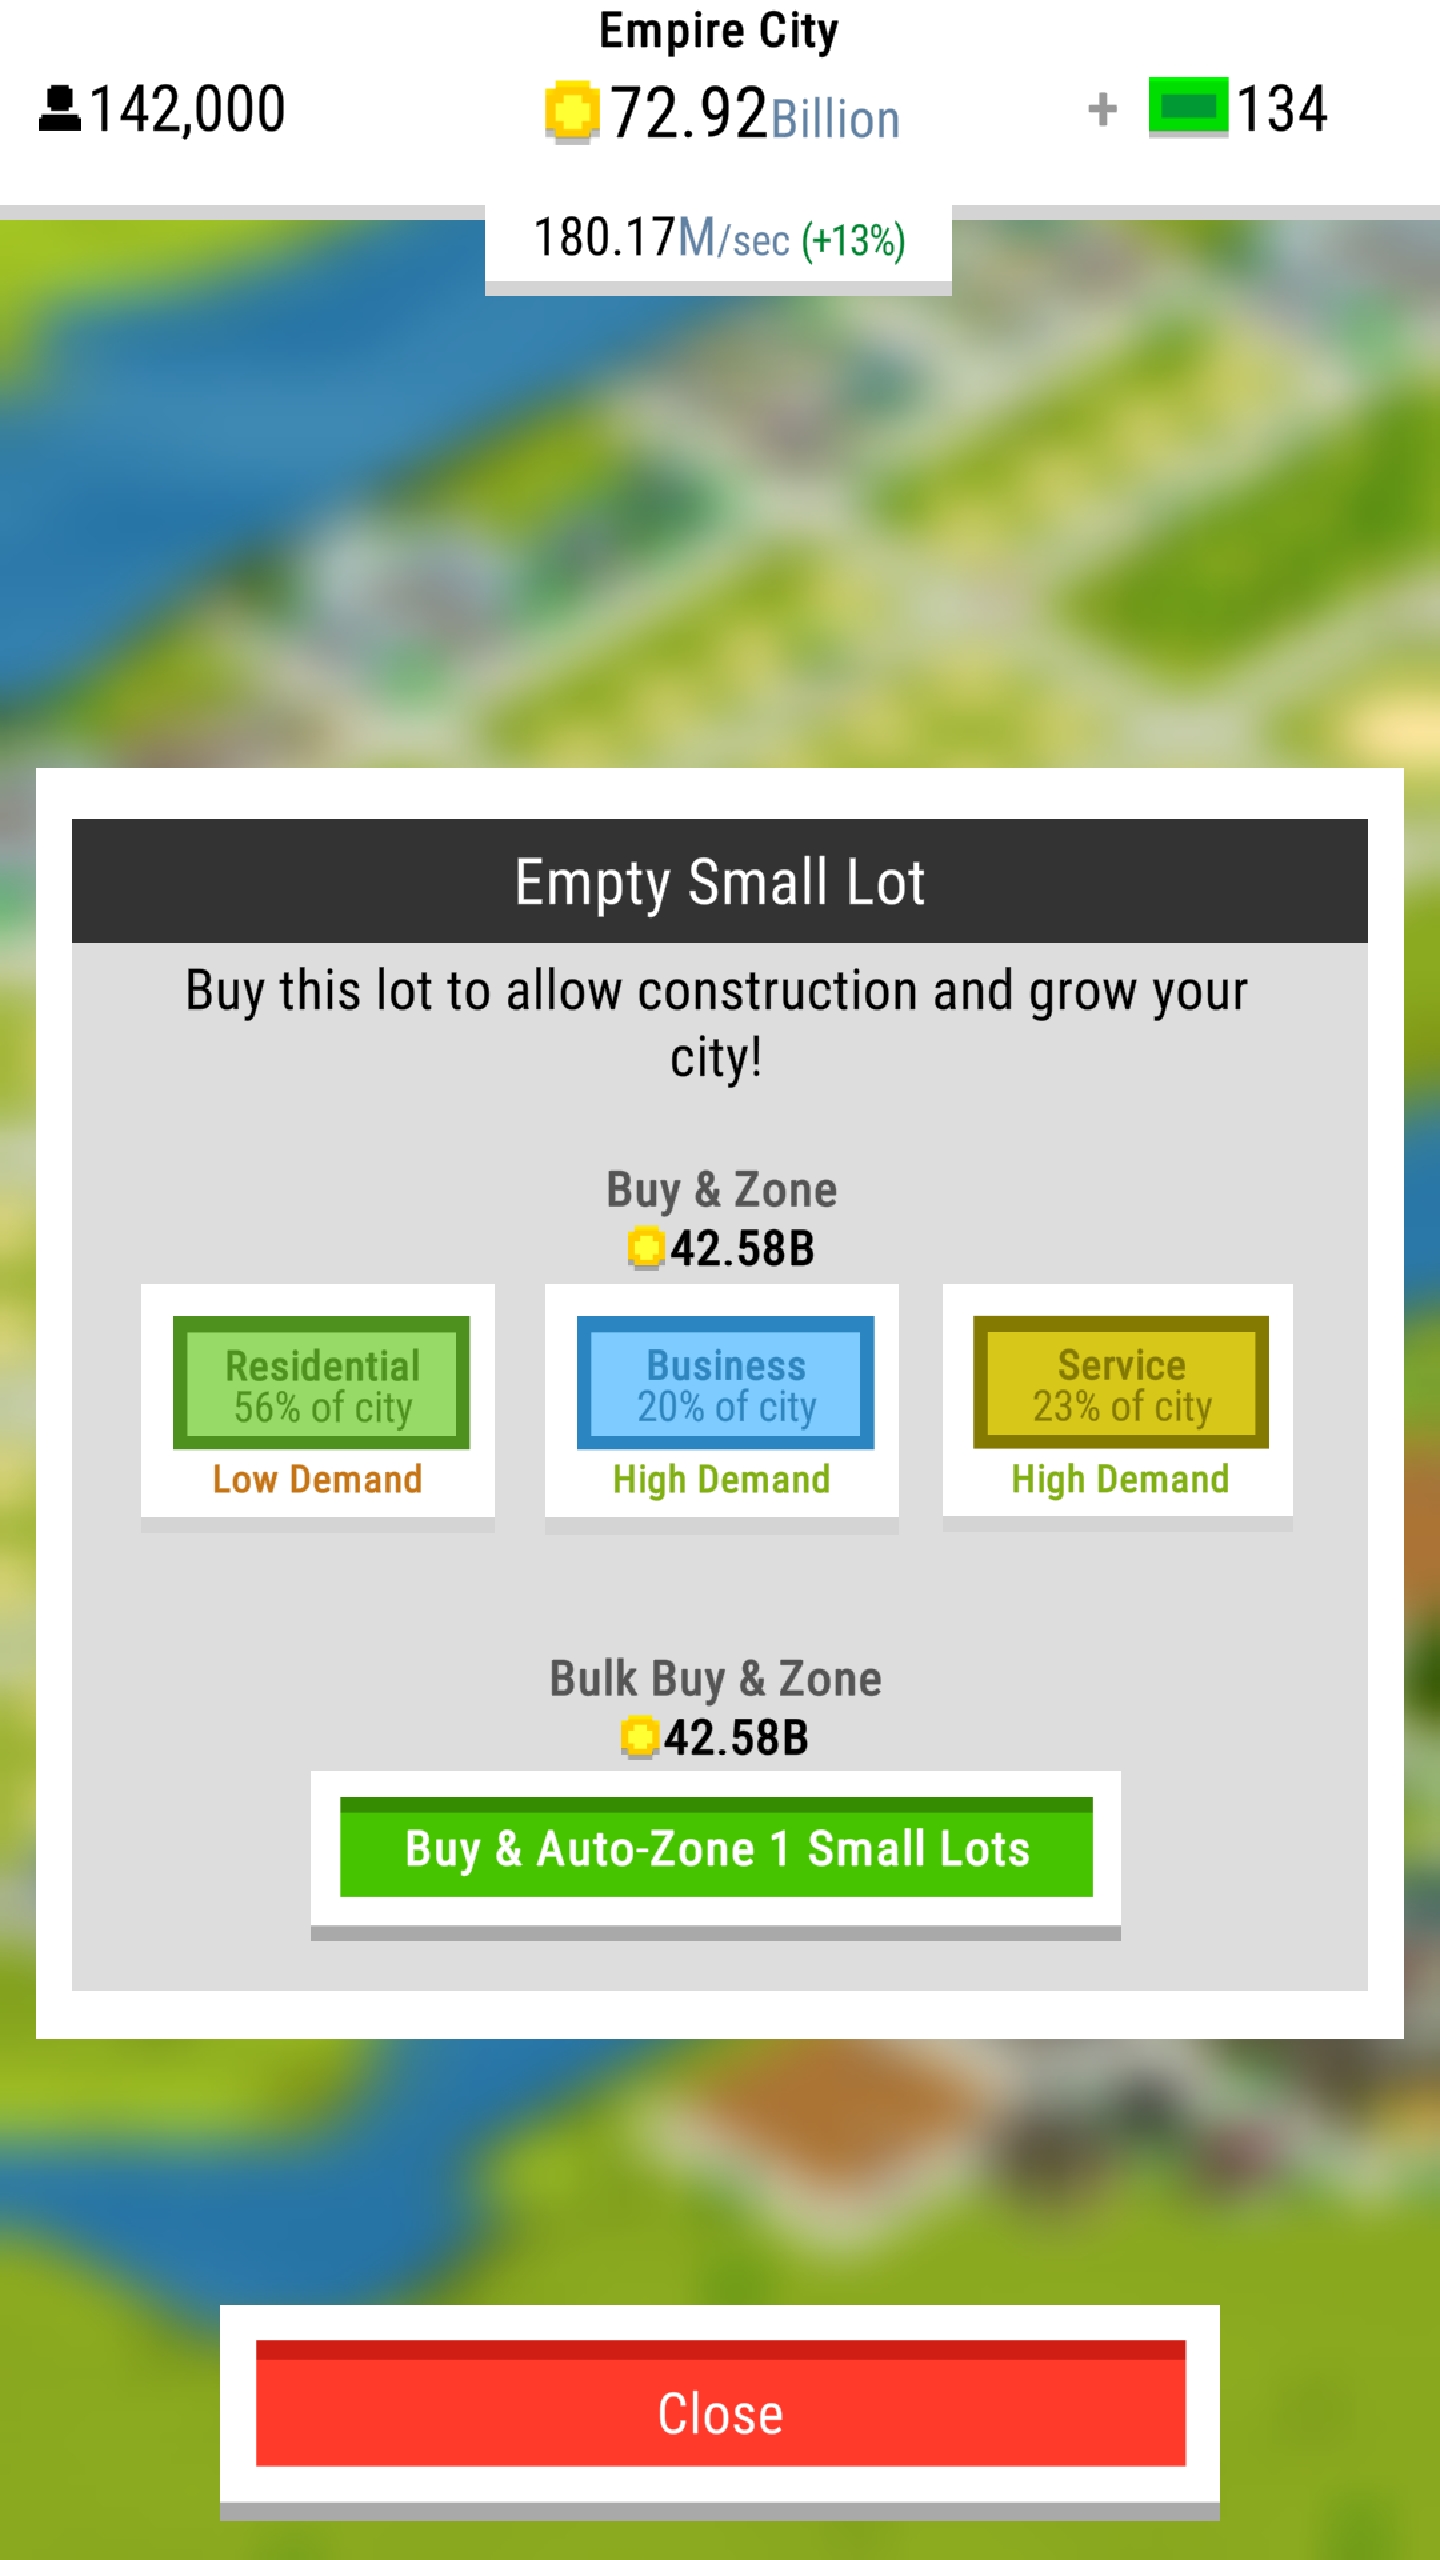 Empire City
142,000
72.92Billion
+ 134
180.17M/sec (+13%)
Empty Small Lot
Buy this lot to allow construction and grow your
city!
Buy & Zone
42.58B
Residential
56% of city
Low Demand
Business
20% of city
High Demand
Service
23% of city
High Demand
Bulk Buy & Zone
42.58B
Buy & Auto-Zone 1 Small Lots
Close